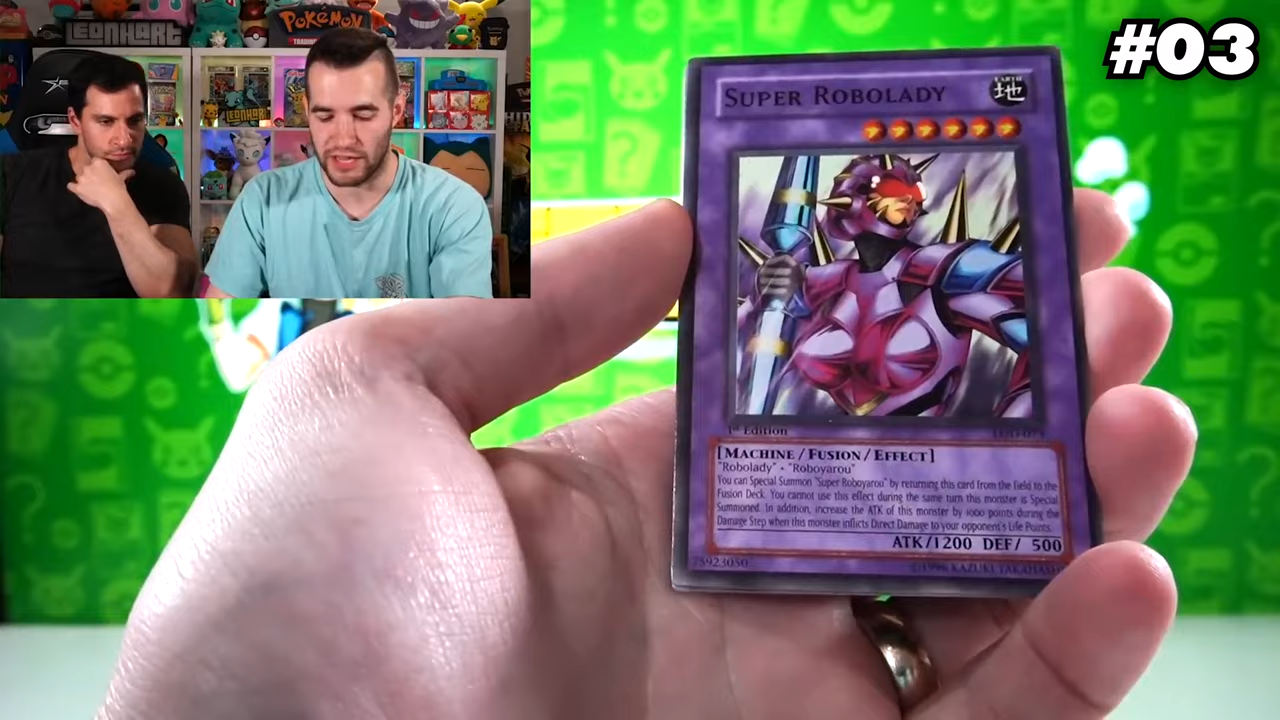 LEONHART
Pokémon
LEONHART
#03
SUPER ROBOLADY
EARTH
地
1st Edition
[MACHINE/FUSION/EFFECT]
"Robolady" + "Roboyarou"
You can Special Summon "Super Roboyarou" by returning this card from the field to the
Fusion Deck. You cannot use this effect during the same turn this monster is Special
Summoned. In addition, increase the ATK of this monster by 1000 points during the
Damage Step when this monster inflicts Direct Damage to your opponent's Life Points.
ATK/1200 DEF/ 500
75923050
©1996 KAZUKI TAKAHASHI